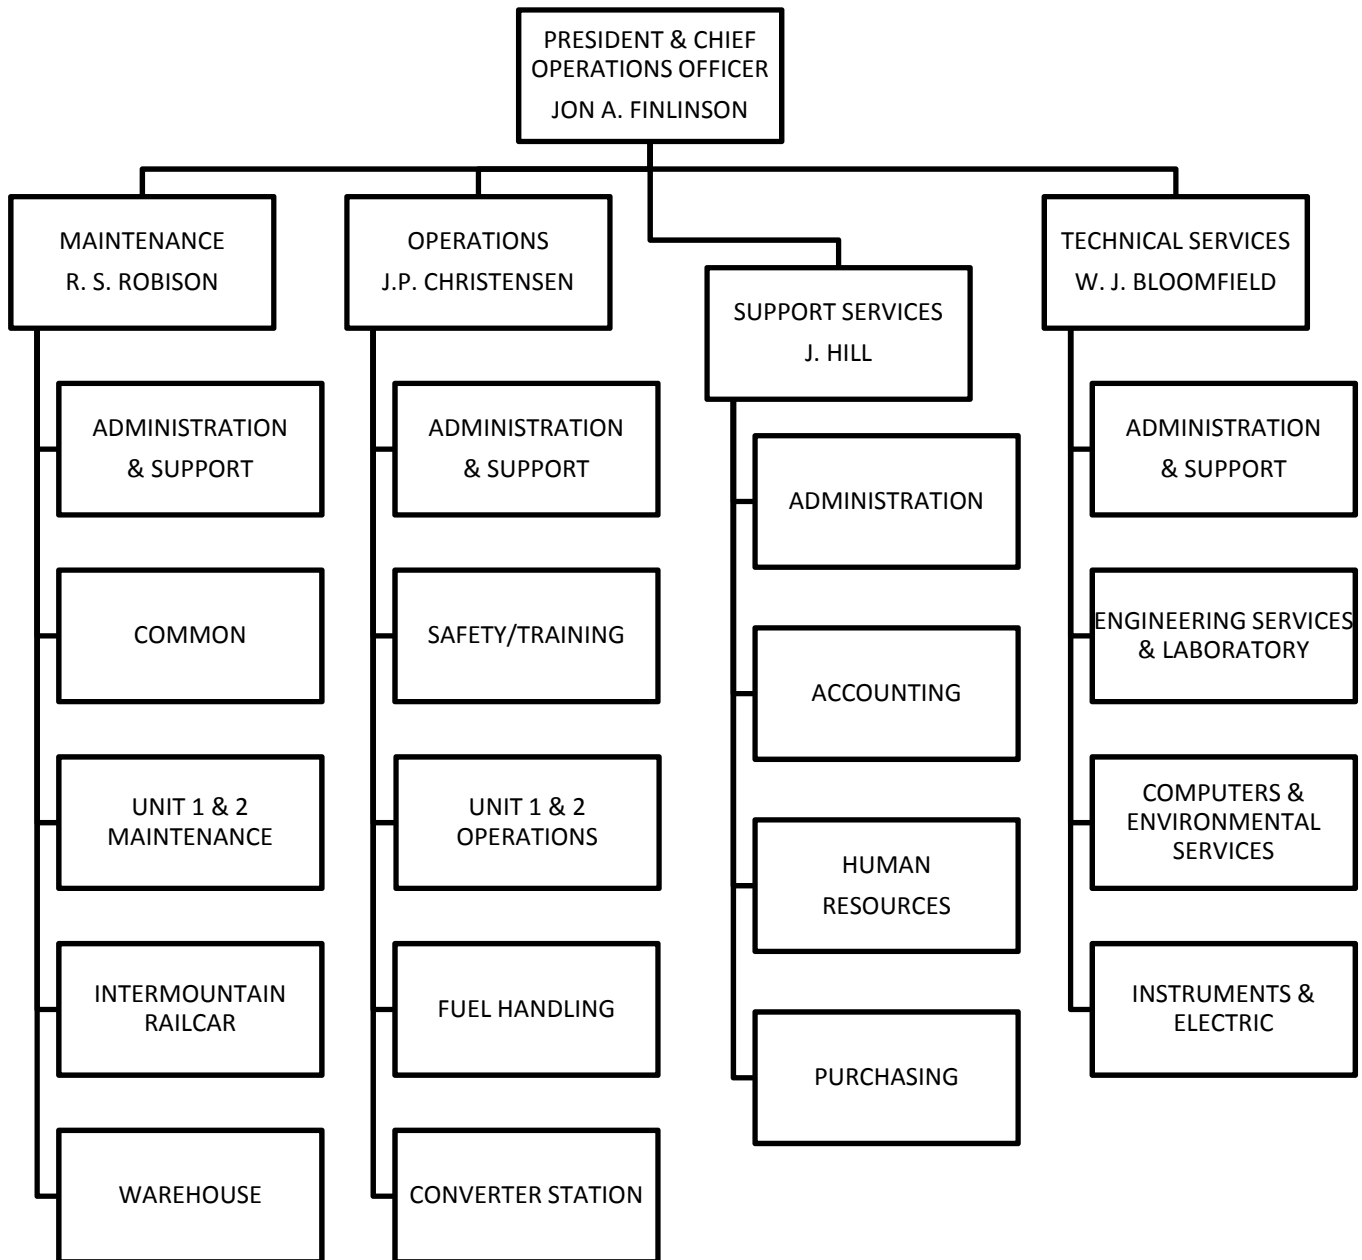 PRESIDENT & CHIEF
OPERATIONS OFFICER
JON A. FINLINSON
MAINTENANCE
R. S. ROBISON
ADMINISTRATION
& SUPPORT
COMMON
UNIT 1 & 2
MAINTENANCE
INTERMOUNTAIN
RAILCAR
WAREHOUSE
OPERATIONS
J.P. CHRISTENSEN
ADMINISTRATION
& SUPPORT
SAFETY/TRAINING
UNIT 1 & 2
OPERATIONS
FUEL HANDLING
CONVERTER STATION
SUPPORT SERVICES
J. HILL
ADMINISTRATION
ACCOUNTING
HUMAN
RESOURCES
PURCHASING
TECHNICAL SERVICES
W. J. BLOOMFIELD
ADMINISTRATION
& SUPPORT
ENGINEERING SERVICES
& LABORATORY
COMPUTERS &
ENVIRONMENTAL
SERVICES
INSTRUMENTS &
ELECTRIC